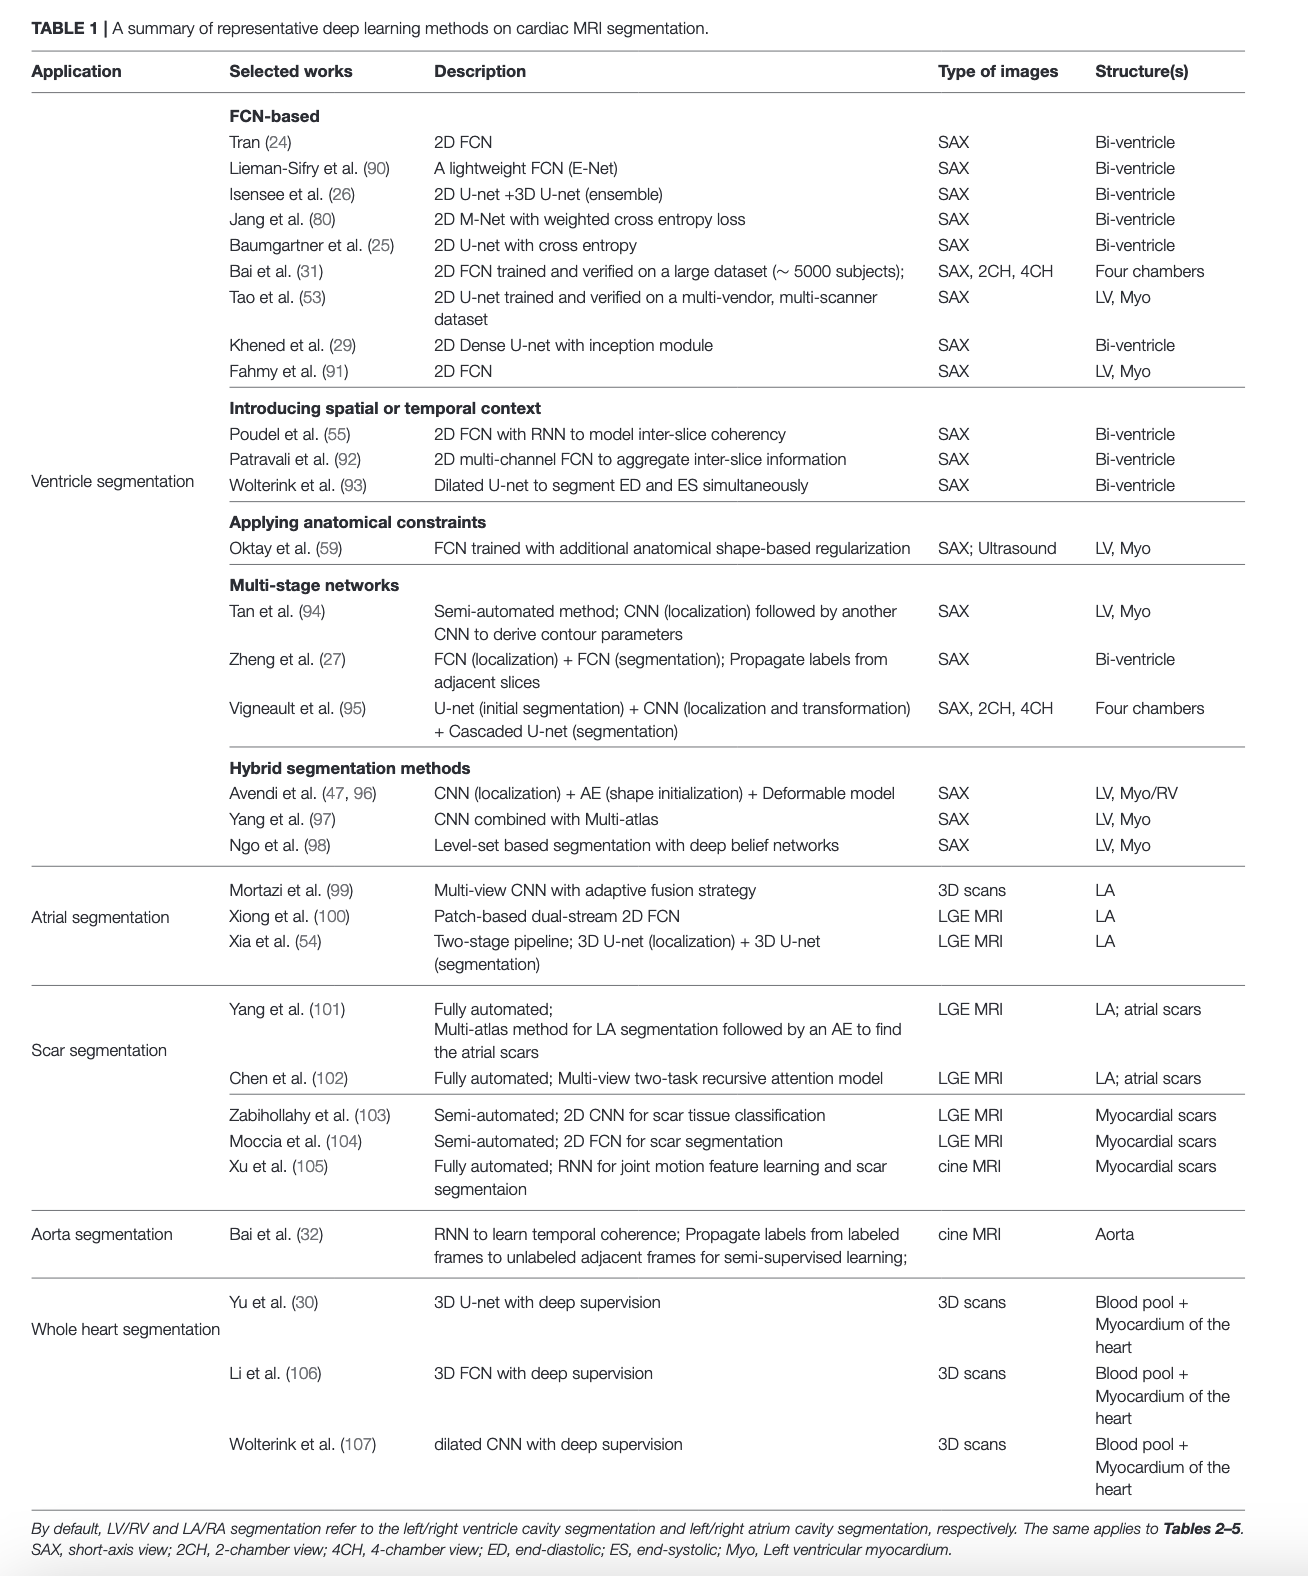 TABLE 1 | A summary of representative deep learning methods on cardiac MRI segmentation.
Application Selected works Description Type of images Structure(s)
FCN-based
Tran (24) 2D FCN SAX Bi-ventricle
Lieman-Sifry et al. (90) A lightweight FCN (E-Net) SAX Bi-ventricle
Isensee et al. (26) 2D U-net +3D U-net (ensemble) SAX Bi-ventricle
Jang et al. (80) 2D M-Net with weighted cross entropy loss SAX Bi-ventricle
Baumgartner et al. (25) 2D U-net with cross entropy SAX Bi-ventricle
Bai et al. (31) 2D FCN trained and verified on a large dataset (∼ 5000 subjects); SAX, 2CH, 4CH Four chambers
Tao et al. (53) 2D U-net trained and verified on a multi-vendor, multi-scanner SAX LV, Myo
dataset
Khened et al. (29) 2D Dense U-net with inception module SAX Bi-ventricle
Fahmy et al. (91) 2D FCN SAX LV, Myo
Introducing spatial or temporal context
Poudel et al. (55) 2D FCN with RNN to model inter-slice coherency SAX Bi-ventricle
Patravali et al. (92) 2D multi-channel FCN to aggregate inter-slice information SAX Bi-ventricle
Ventricle segmentation
Wolterink et al. (93) Dilated U-net to segment ED and ES simultaneously SAX Bi-ventricle
Applying anatomical constraints
Oktay et al. (59) FCN trained with additional anatomical shape-based regularization SAX; Ultrasound LV, Myo
Multi-stage networks
Tan et al. (94) Semi-automated method; CNN (localization) followed by another SAX LV, Myo
CNN to derive contour parameters
Zheng et al. (27) FCN (localization) + FCN (segmentation); Propagate labels from SAX Bi-ventricle
adjacent slices
Vigneault et al. (95) U-net (initial segmentation) + CNN (localization and transformation) SAX, 2CH, 4CH Four chambers
+ Cascaded U-net (segmentation)
Hybrid segmentation methods
Avendi et al. (47, 96) CNN (localization) + AE (shape initialization) + Deformable model SAX LV, Myo/RV
Yang et al. (97) CNN combined with Multi-atlas SAX LV, Myo
Ngo et al. (98) Level-set based segmentation with deep belief networks SAX LV, Myo
Mortazi et al. (99) Multi-view CNN with adaptive fusion strategy 3D scans LA
Atrial segmentation Xiong et al. (100) Patch-based dual-stream 2D FCN LGE MRI LA
Xia et al. (54) Two-stage pipeline; 3D U-net (localization) + 3D U-net LGE MRI LA
(segmentation)
Yang et al. (101) Fully automated; LGE MRI LA; atrial scars
Multi-atlas method for LA segmentation followed by an AE to find
Scar segmentation the atrial scars
Chen et al. (102) Fully automated; Multi-view two-task recursive attention model LGE MRI LA; atrial scars
Zabihollahy et al. (103) Semi-automated; 2D CNN for scar tissue classification LGE MRI Myocardial scars
Moccia et al. (104) Semi-automated; 2D FCN for scar segmentation LGE MRI Myocardial scars
Xu et al. (105) Fully automated; RNN for joint motion feature learning and scar cine MRI Myocardial scars
segmentaion
Aorta segmentation Bai et al. (32) RNN to learn temporal coherence; Propagate labels from labeled cine MRI Aorta
frames to unlabeled adjacent frames for semi-supervised learning;
Yu et al. (30) 3D U-net with deep supervision 3D scans Blood pool +
Whole heart segmentation Myocardium of the
heart
Li et al. (106) 3D FCN with deep supervision 3D scans Blood pool +
Myocardium of the
heart
Wolterink et al. (107) dilated CNN with deep supervision 3D scans Blood pool +
Myocardium of the
heart
By default, LV/RV and LA/RA segmentation refer to the left/right ventricle cavity segmentation and left/right atrium cavity segmentation, respectively. The same applies to Tables 2–5.
SAX, short-axis view; 2CH, 2-chamber view; 4CH, 4-chamber view; ED, end-diastolic; ES, end-systolic; Myo, Left ventricular myocardium.